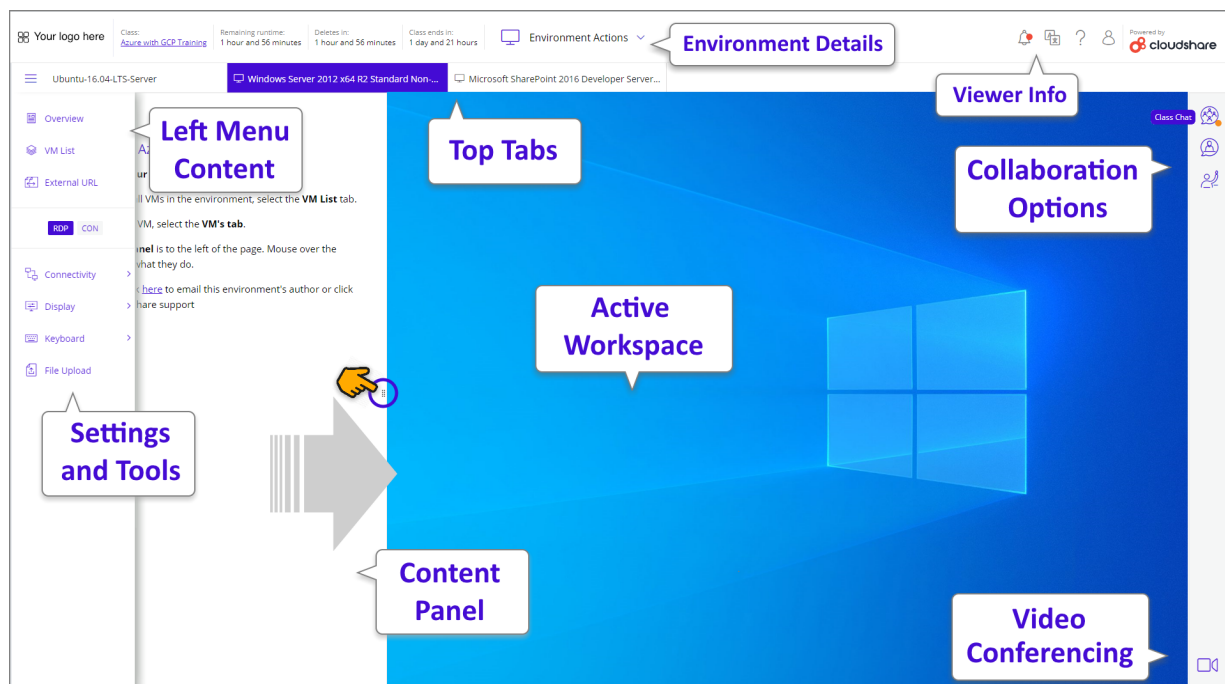 Your logo here
Class:
Azure with GCP Training
Remaining runtime:
1 hour and 56 minutes
Deletes in:
1 hour and 56 minutes
Class ends in:
1 day and 21 hours
Environment Actions
Environment Details
Powered by
cloudshare
Ubuntu-16.04-LTS-Server
Windows Server 2012 x64 R2 Standard Non-...
Microsoft SharePoint 2016 Developer Server...
Viewer Info
Overview
VM List
External URL
RDP CON
Connectivity
Display
Keyboard
File Upload
Left Menu
Content
Top Tabs
Class Chat
Collaboration
Options
VMs in the environment, select the VM List tab.
VM, select the VM's tab.
is to the left of the page. Mouse over the
what they do.
here to email this environment's author or click
share support
Active
Workspace
Settings
and Tools
Content
Panel
Video
Conferencing